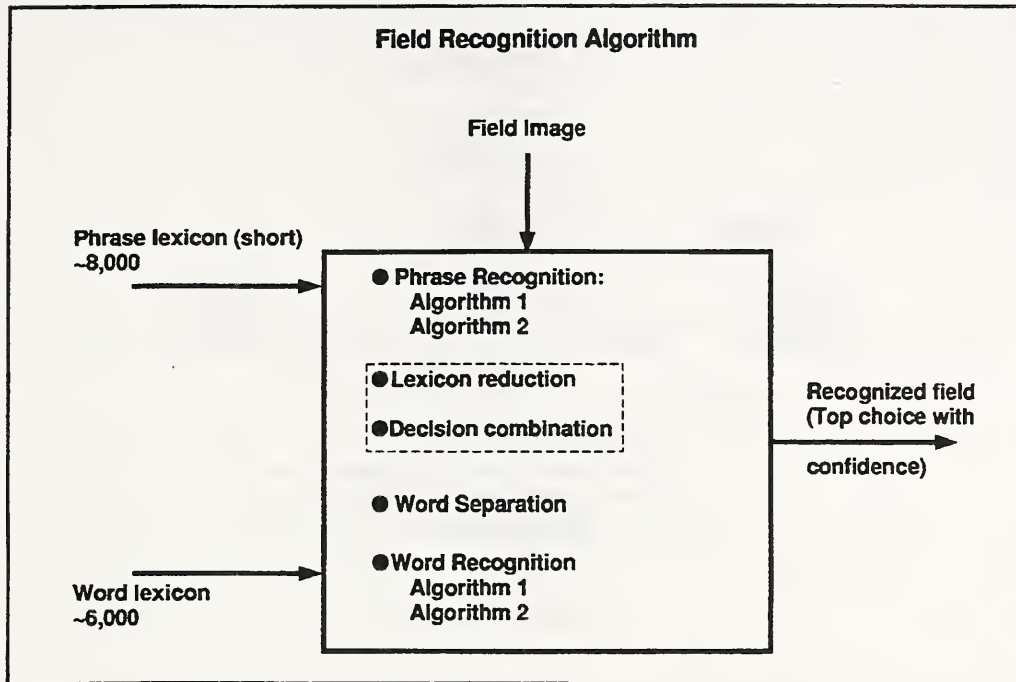 Field Recognition Algorithm
Field Image
Phrase lexicon (short)
~8,000
● Phrase Recognition:
Algorithm 1
Algorithm 2
● Lexicon reduction
● Decision combination
Recognized field
(Top choice with
confidence)
● Word Separation
● Word Recognition
Algorithm 1
Algorithm 2
Word lexicon
~6,000